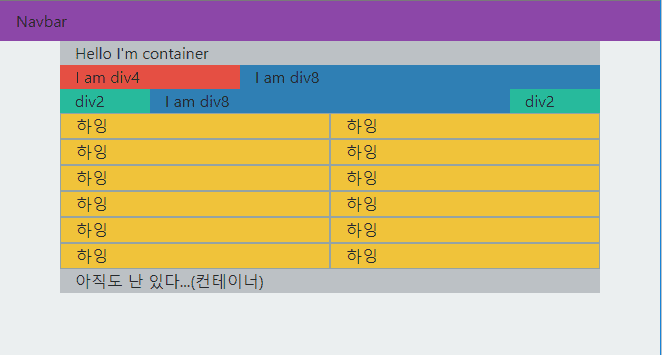 Navbar
Hello I'm container
I am div4 I am div8
div2 I am div8 div2
하잉 하잉
하잉 하잉
하잉 하잉
하잉 하잉
하잉 하잉
하잉 하잉
아직도 난 있다...(컨테이너)